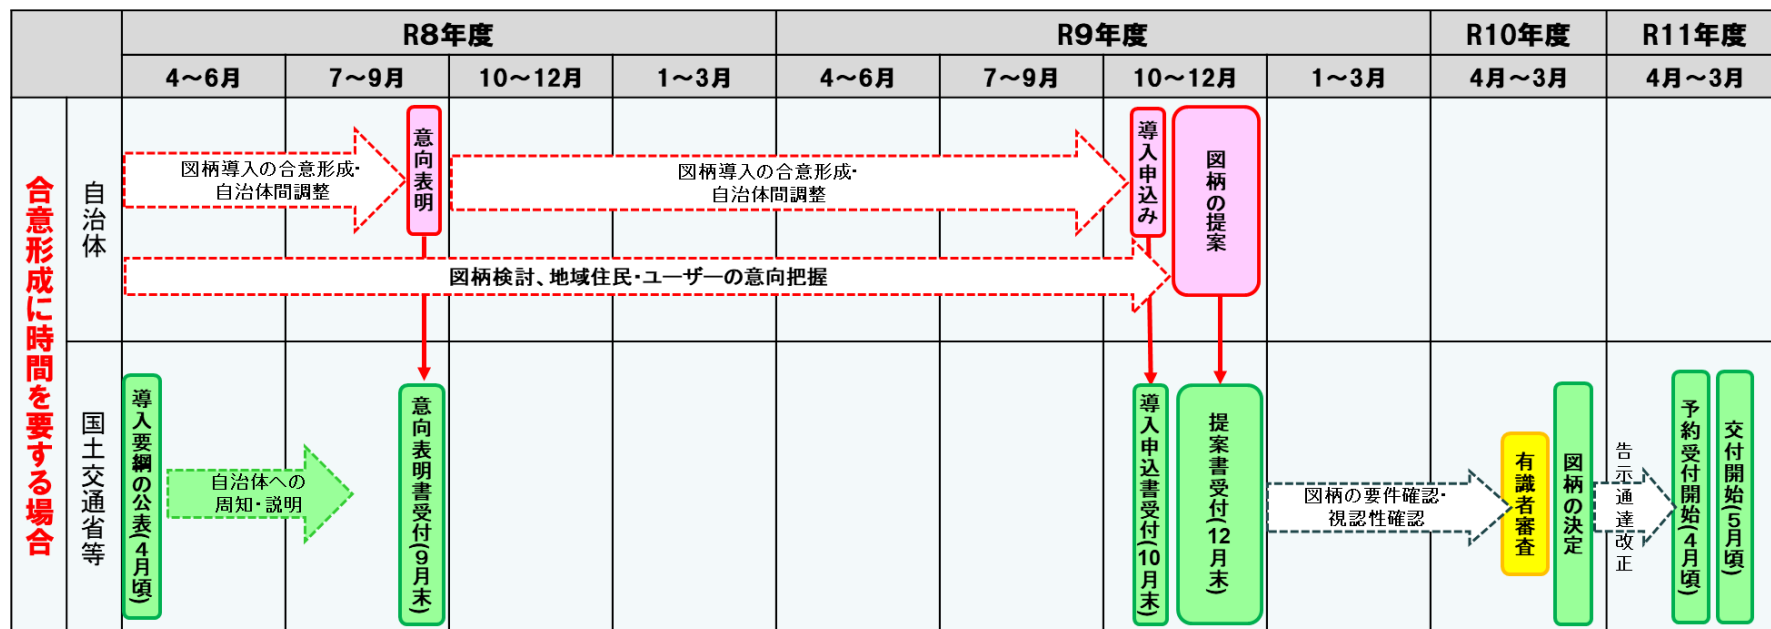 R8年度
R9年度
R10年度
R11年度
4～6月
7～9月
10～12月
1～3月
4～6月
7～9月
10～12月
1～3月
4月～3月
4月～3月
合意形成に時間を要する場合
自治体
図柄導入の合意形成・
自治体間調整
意向表明
図柄導入の合意形成・
自治体間調整
導入申込み
図柄の提案
図柄検討、地域住民・ユーザーの意向把握
国土交通省等
導入要綱の公表(4月頃)
自治体への
周知・説明
意向表明書受付(9月末)
導入申込書受付(10月末)
提案書受付(12月末)
図柄の要件確認・
視認性確認
有識者審査
図柄の決定
告示通達改正
予約受付開始(4月頃)
交付開始(5月頃)